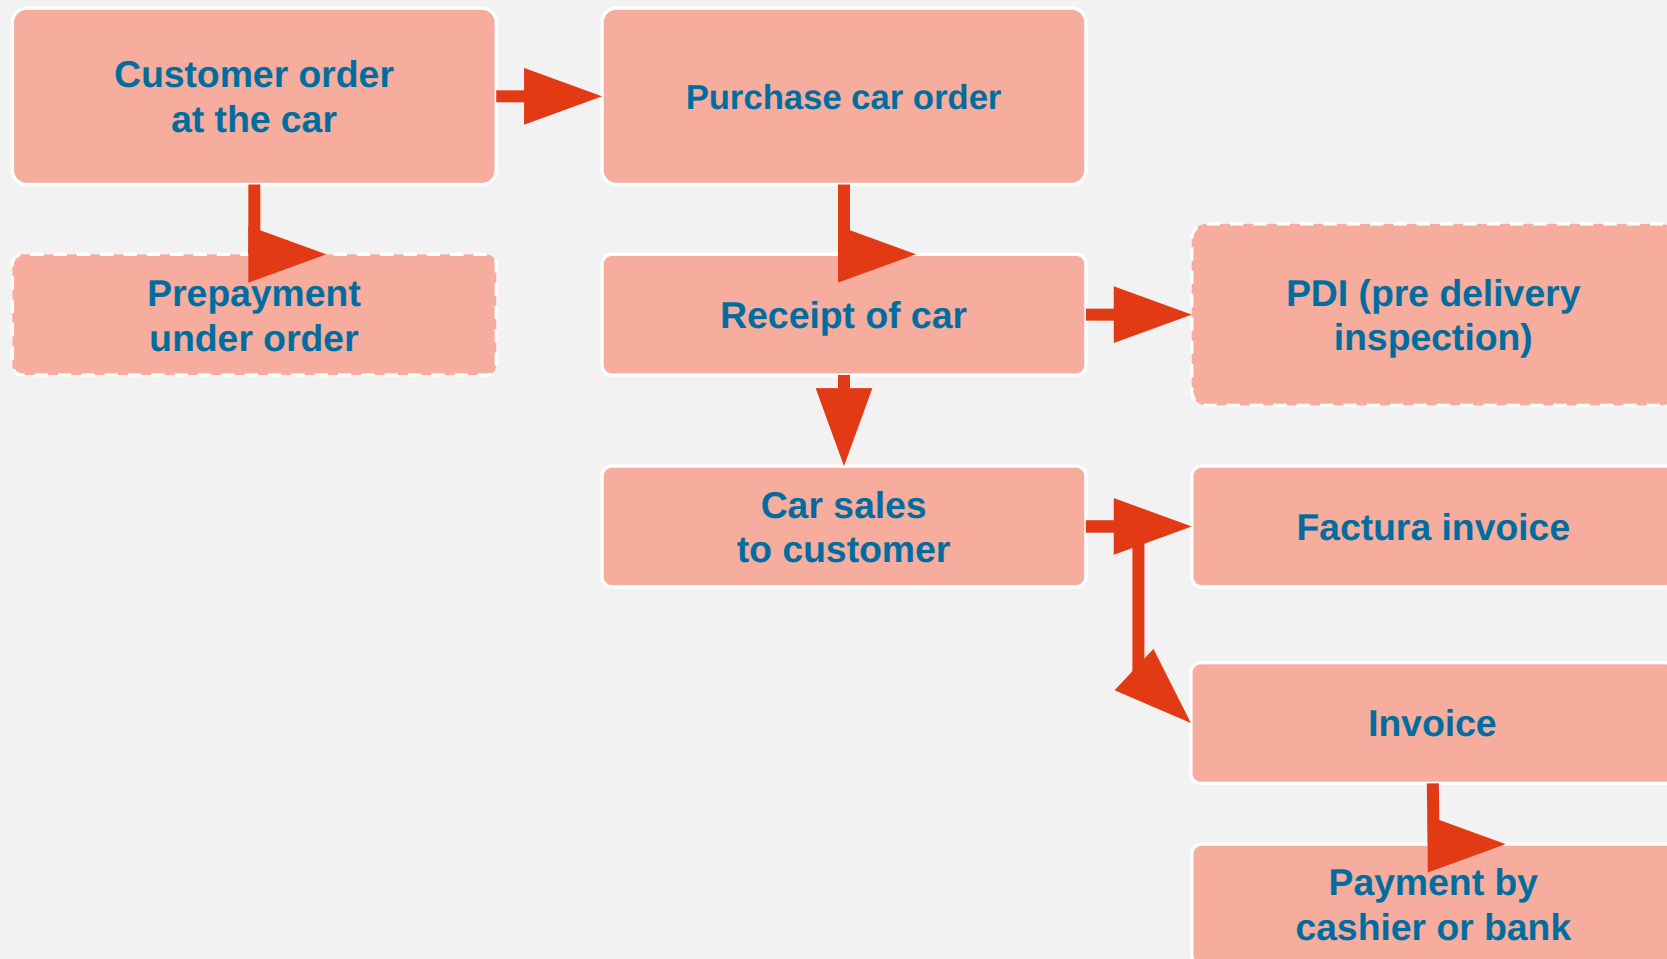 Customer order
at the car
Purchase car order
Prepayment
under order
Receipt of car
PDI (pre delivery
inspection)
Car sales
to customer
Factura invoice
Invoice
Payment by
cashier or bank